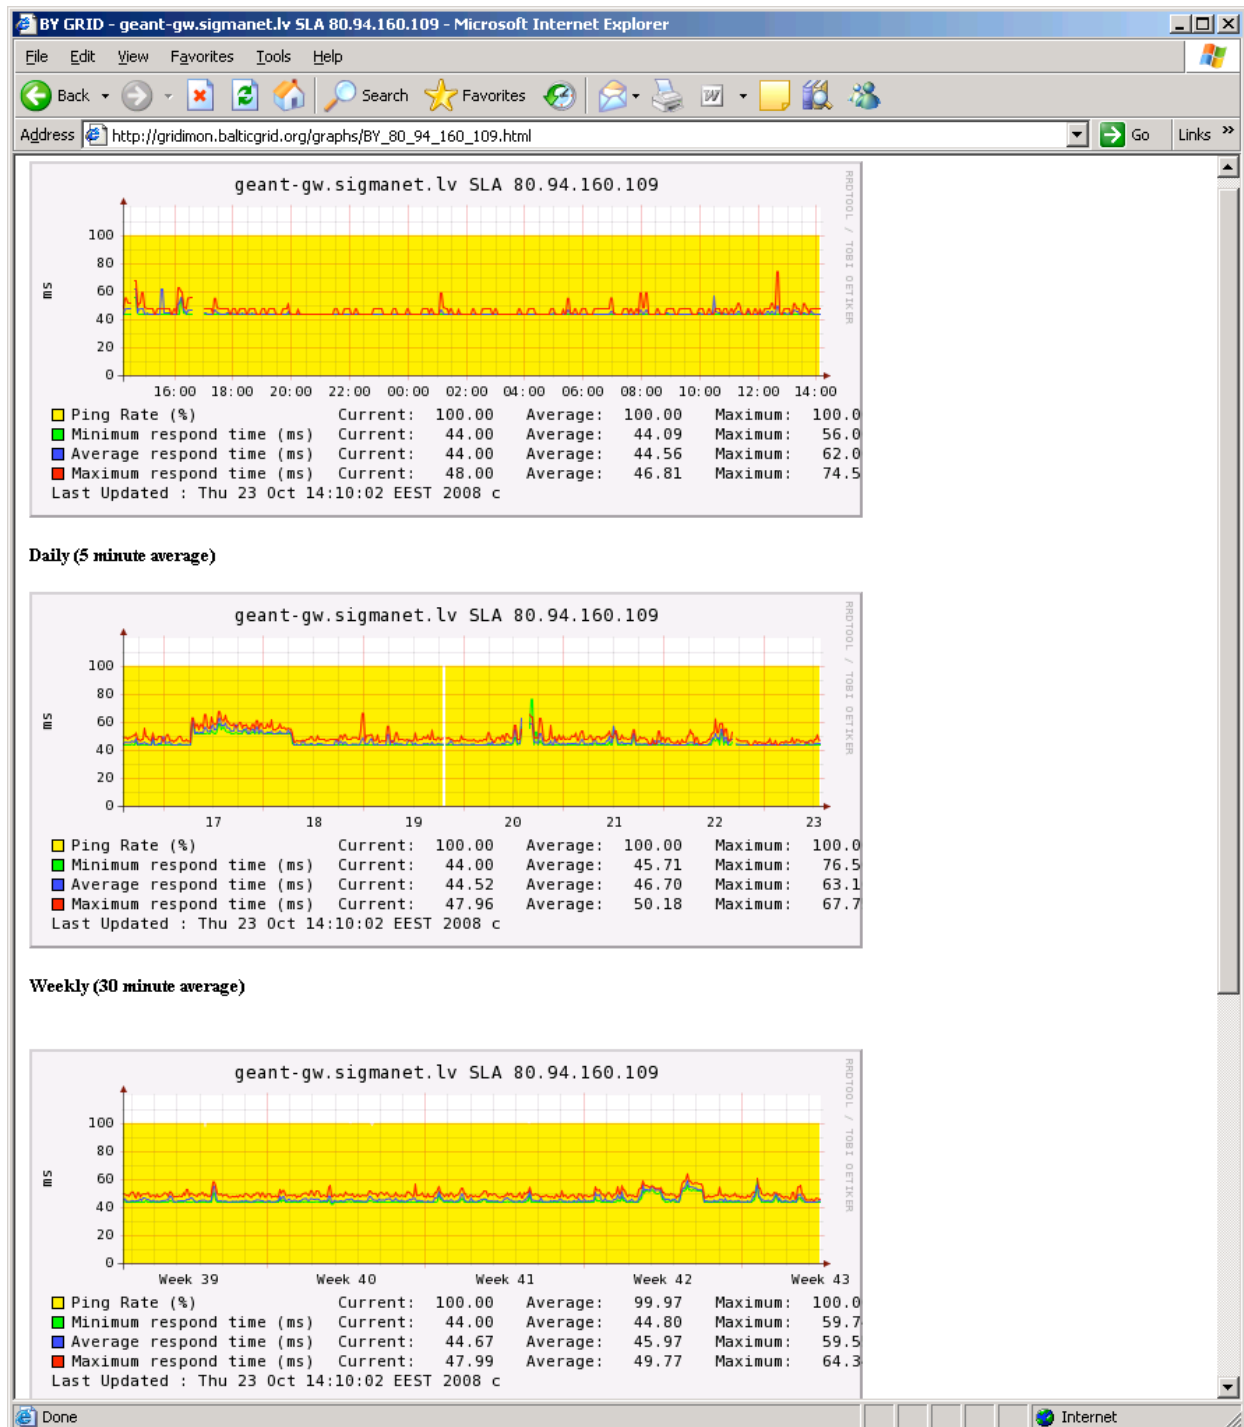 BY GRID - geant-gw.sigmanet.lv SLA 80.94.160.109 - Microsoft Internet Explorer
File Edit View Favorites Tools Help
Back Search Favorites
Address http://gridimon.balticgrid.org/graphs/BY_80_94_160_109.html Go Links »
geant-gw.sigmanet.lv SLA 80.94.160.109
RRDTOOL / TOBI OETIKER
ms
100
80
60
40
20
0
16:00 18:00 20:00 22:00 00:00 02:00 04:00 06:00 08:00 10:00 12:00 14:00
Ping Rate (%) Current: 100.00 Average: 100.00 Maximum: 100.0
Minimum respond time (ms) Current: 44.00 Average: 44.09 Maximum: 56.0
Average respond time (ms) Current: 44.00 Average: 44.56 Maximum: 62.0
Maximum respond time (ms) Current: 48.00 Average: 46.81 Maximum: 74.5
Last Updated : Thu 23 Oct 14:10:02 EEST 2008 c
Daily (5 minute average)
geant-gw.sigmanet.lv SLA 80.94.160.109
RRDTOOL / TOBI OETIKER
ms
100
80
60
40
20
0
17 18 19 20 21 22 23
Ping Rate (%) Current: 100.00 Average: 100.00 Maximum: 100.0
Minimum respond time (ms) Current: 44.00 Average: 45.71 Maximum: 76.5
Average respond time (ms) Current: 44.52 Average: 46.70 Maximum: 63.1
Maximum respond time (ms) Current: 47.96 Average: 50.18 Maximum: 67.7
Last Updated : Thu 23 Oct 14:10:02 EEST 2008 c
Weekly (30 minute average)
geant-gw.sigmanet.lv SLA 80.94.160.109
RRDTOOL / TOBI OETIKER
ms
100
80
60
40
20
0
Week 39 Week 40 Week 41 Week 42 Week 43
Ping Rate (%) Current: 100.00 Average: 99.97 Maximum: 100.0
Minimum respond time (ms) Current: 44.00 Average: 44.80 Maximum: 59.7
Average respond time (ms) Current: 44.67 Average: 45.97 Maximum: 59.5
Maximum respond time (ms) Current: 47.99 Average: 49.77 Maximum: 64.3
Last Updated : Thu 23 Oct 14:10:02 EEST 2008 c
Done Internet